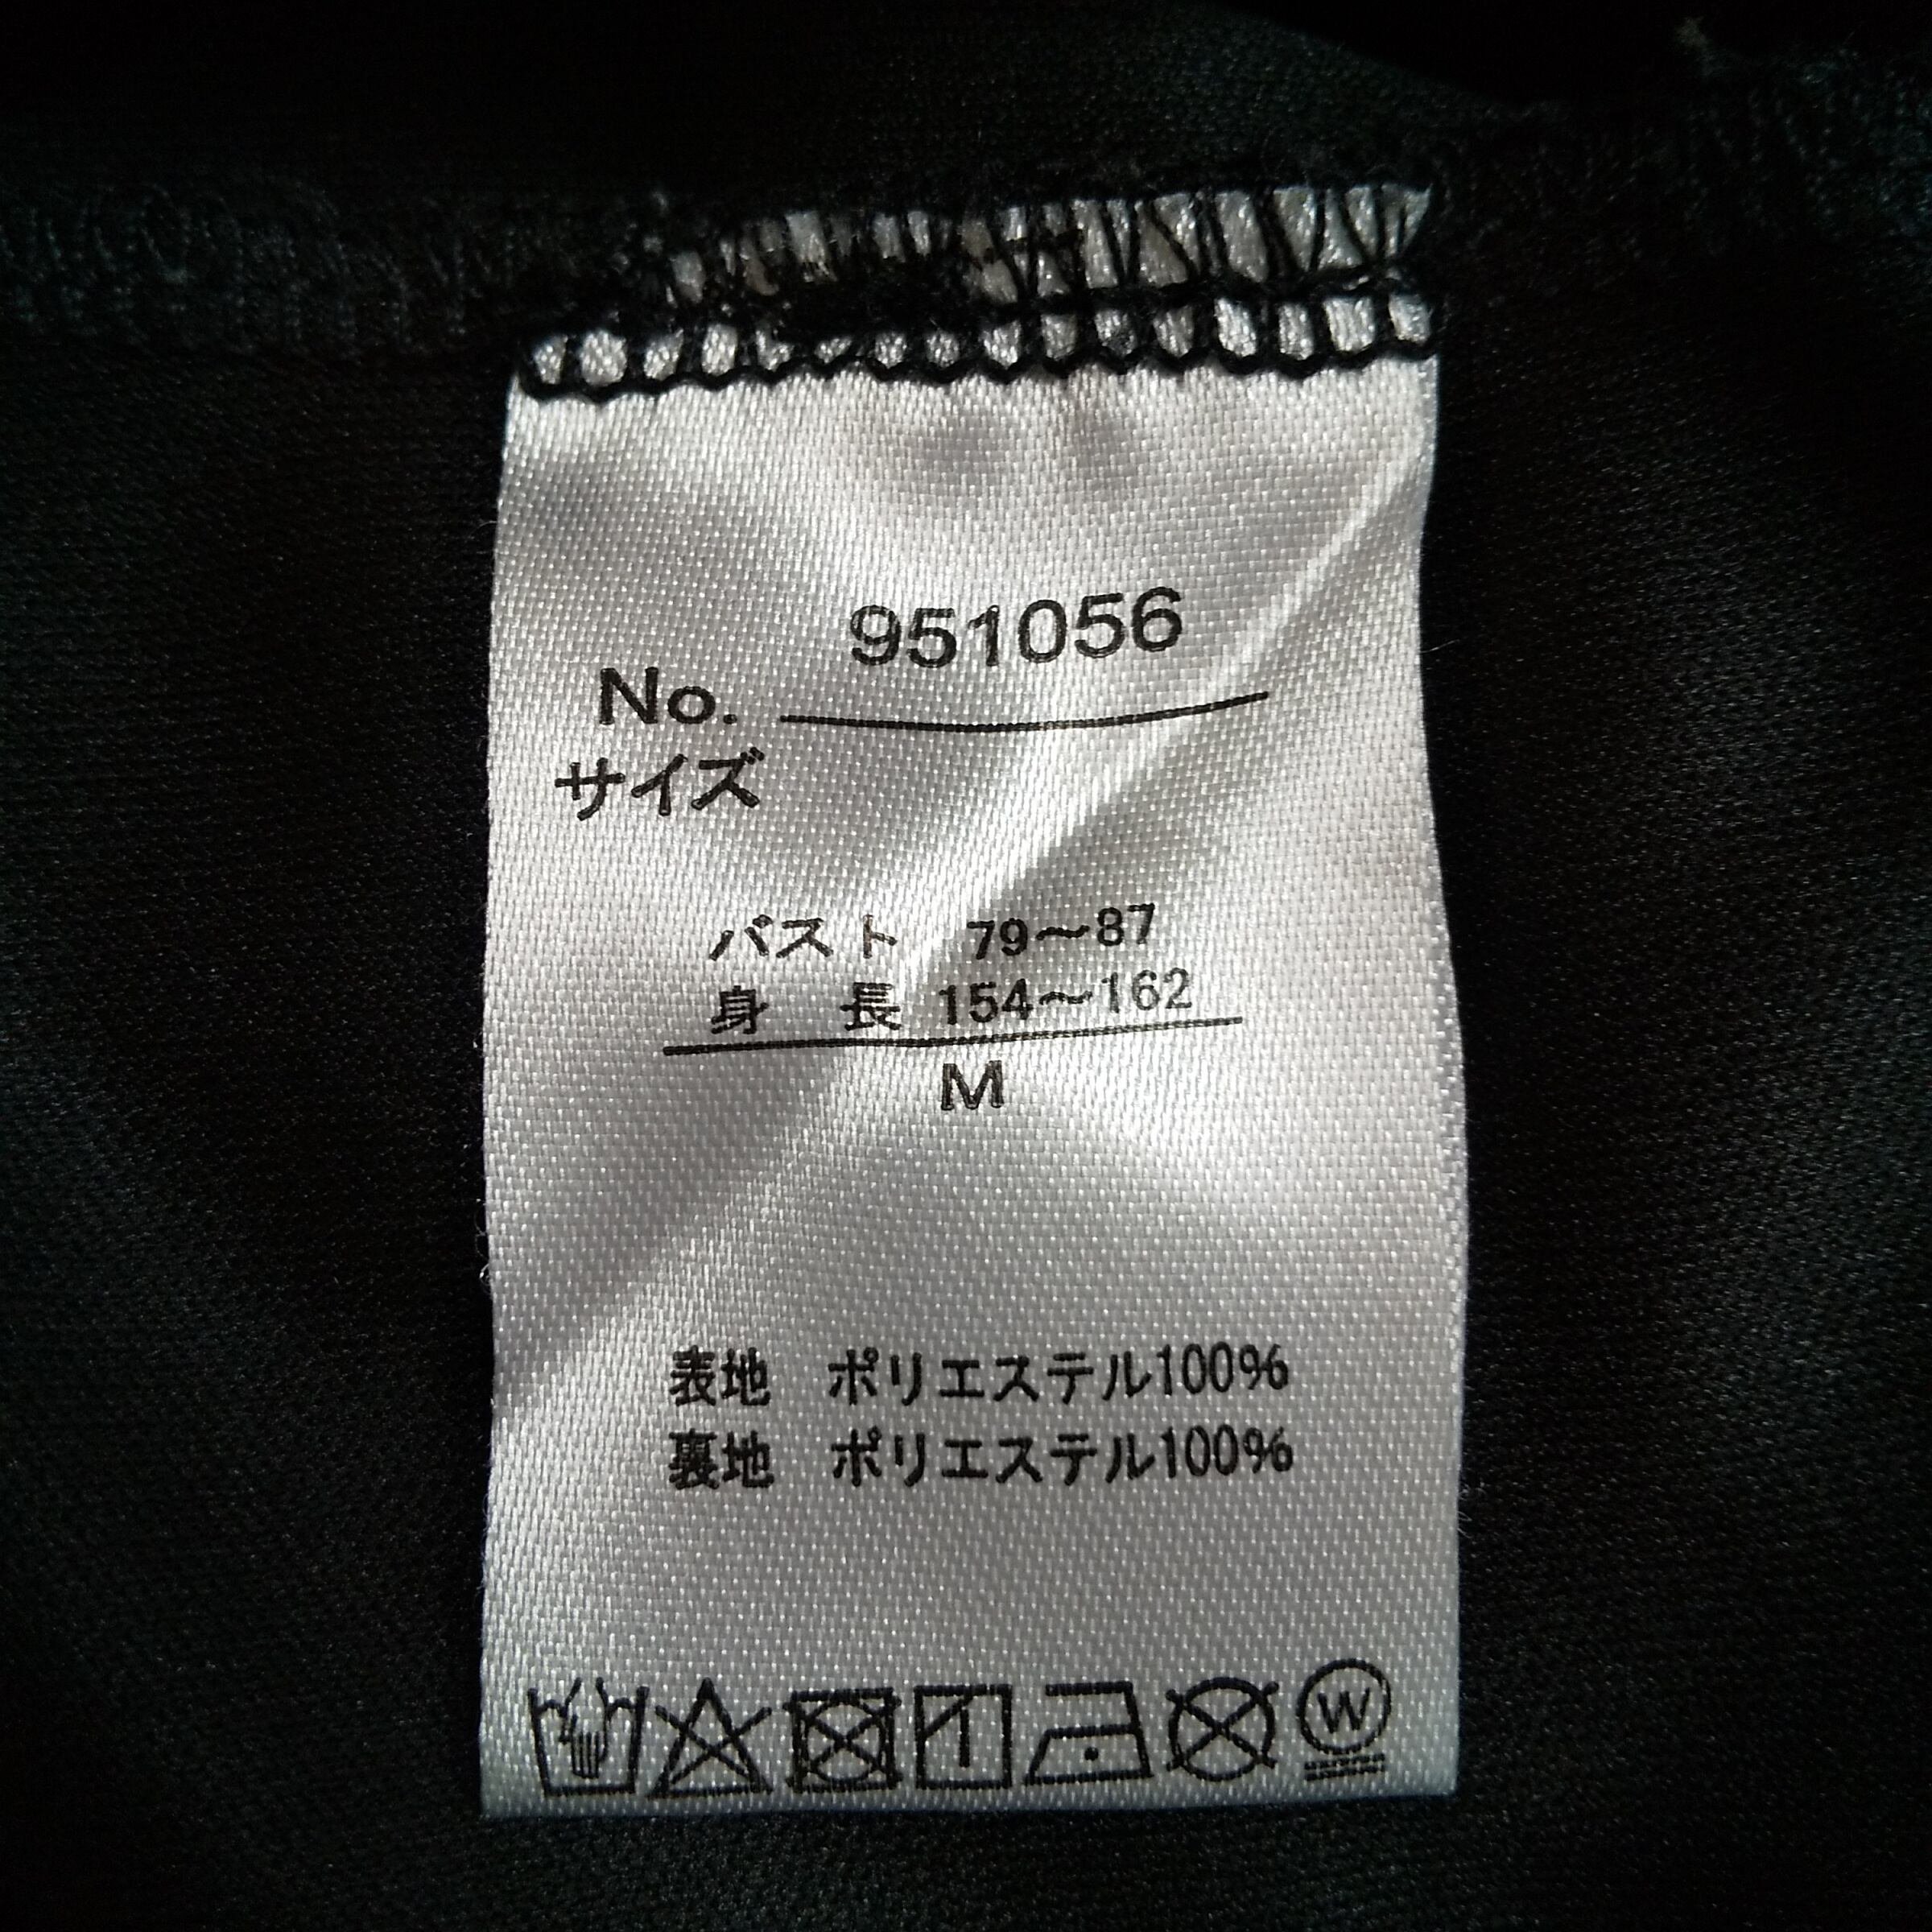 951056
No.
サイズ
バスト 79～87
身 長 154～162
M
表地 ポリエステル100%
裏地 ポリエステル100%
W